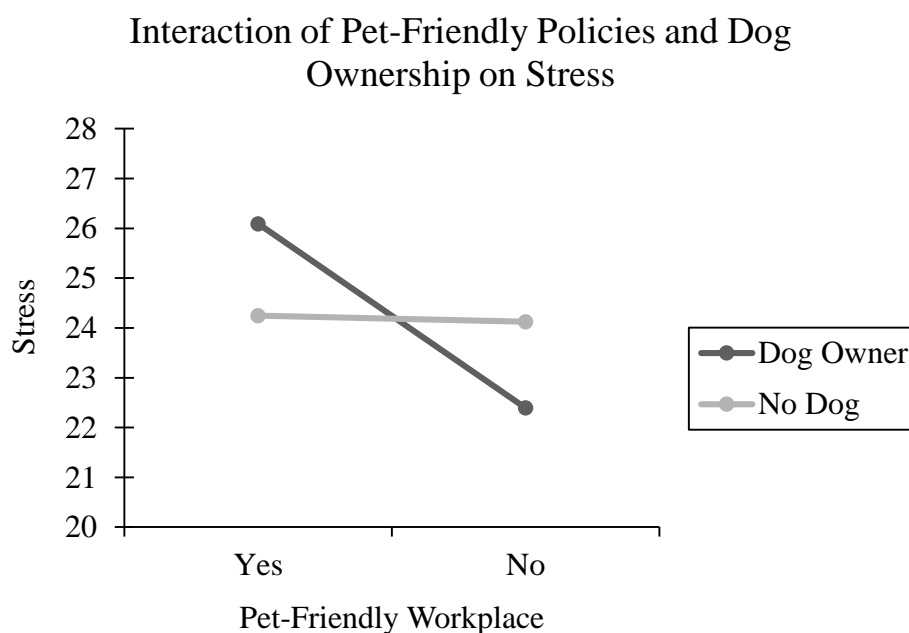 Interaction of Pet-Friendly Policies and Dog
Ownership on Stress
28
27
26
25
24
23
22
21
20
Stress
Yes
No
Pet-Friendly Workplace
Dog Owner
No Dog